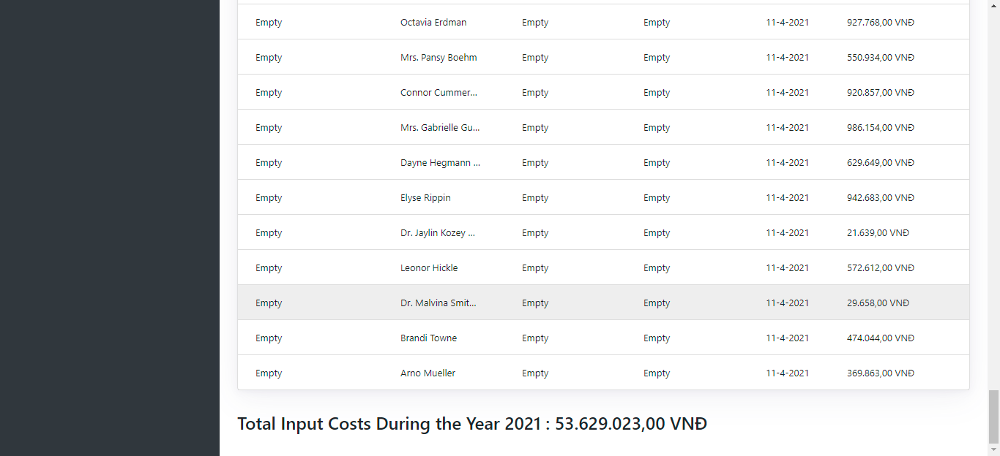 Empty Octavia Erdman Empty Empty 11-4-2021 927.768,00 VNĐ
Empty Mrs. Pansy Boehm Empty Empty 11-4-2021 550.934,00 VNĐ
Empty Connor Cummer... Empty Empty 11-4-2021 920.857,00 VNĐ
Empty Mrs. Gabrielle Gu... Empty Empty 11-4-2021 986.154,00 VNĐ
Empty Dayne Hegmann ... Empty Empty 11-4-2021 629.649,00 VNĐ
Empty Elyse Rippin Empty Empty 11-4-2021 942.683,00 VNĐ
Empty Dr. Jaylin Kozey ... Empty Empty 11-4-2021 21.639,00 VNĐ
Empty Leonor Hickle Empty Empty 11-4-2021 572.612,00 VNĐ
Empty Dr. Malvina Smit... Empty Empty 11-4-2021 29.658,00 VNĐ
Empty Brandi Towne Empty Empty 11-4-2021 474.044,00 VNĐ
Empty Arno Mueller Empty Empty 11-4-2021 369.863,00 VNĐ
Total Input Costs During the Year 2021 : 53.629.023,00 VNĐ